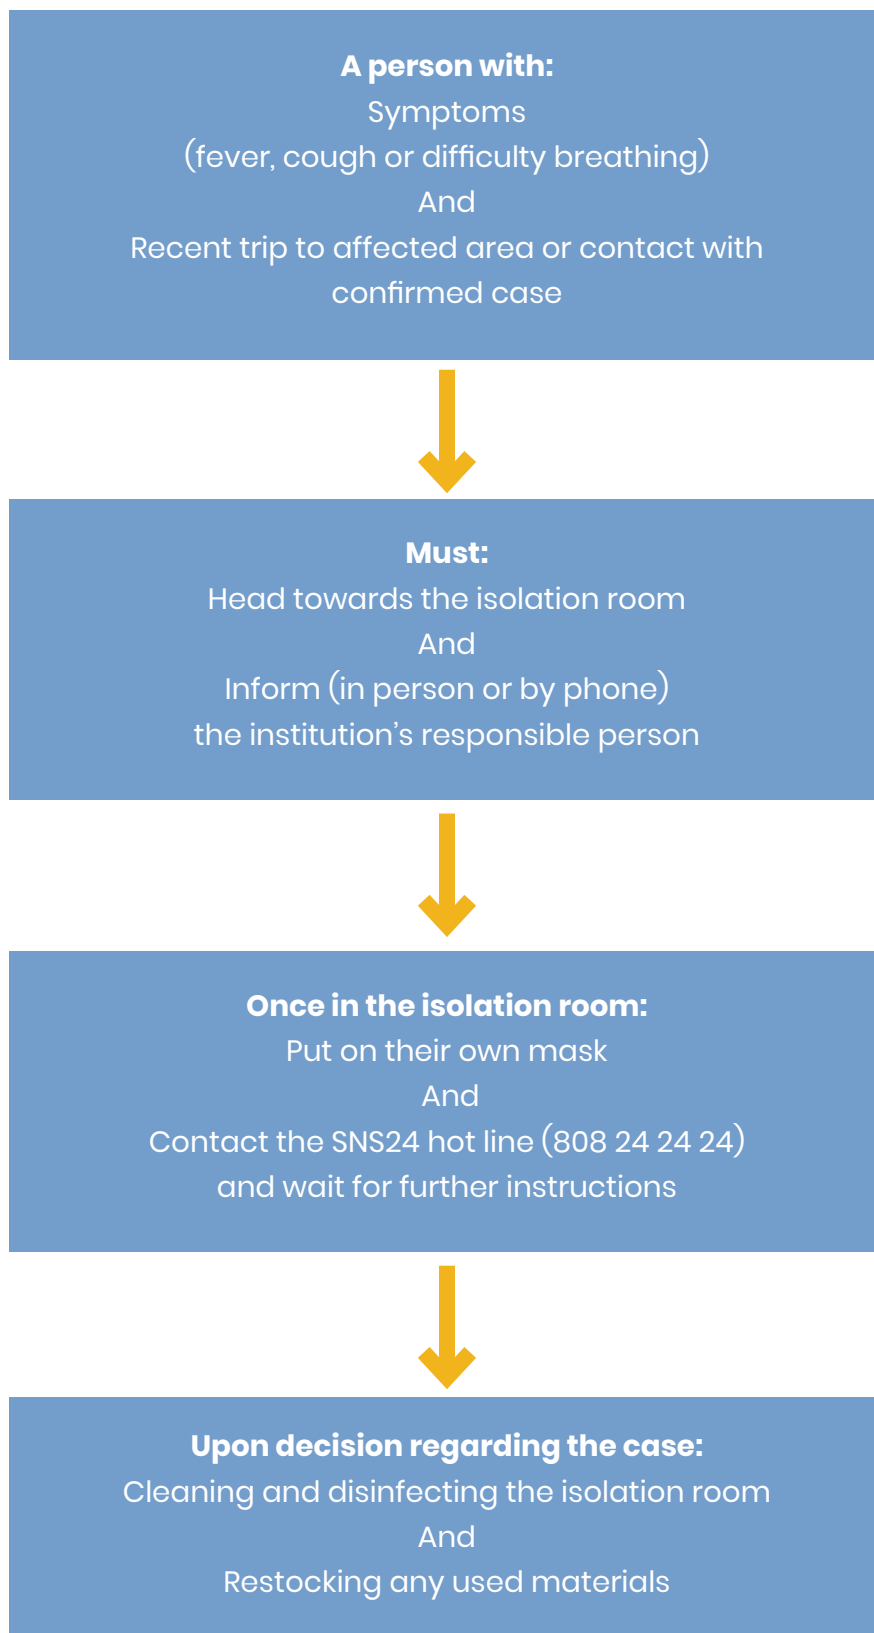 A person with:
Symptoms
(fever, cough or difficulty breathing)
And
Recent trip to affected area or contact with
confirmed case
Must:
Head towards the isolation room
And
Inform (in person or by phone)
the institution’s responsible person
Once in the isolation room:
Put on their own mask
And
Contact the SNS24 hot line (808 24 24 24)
and wait for further instructions
Upon decision regarding the case:
Cleaning and disinfecting the isolation room
And
Restocking any used materials